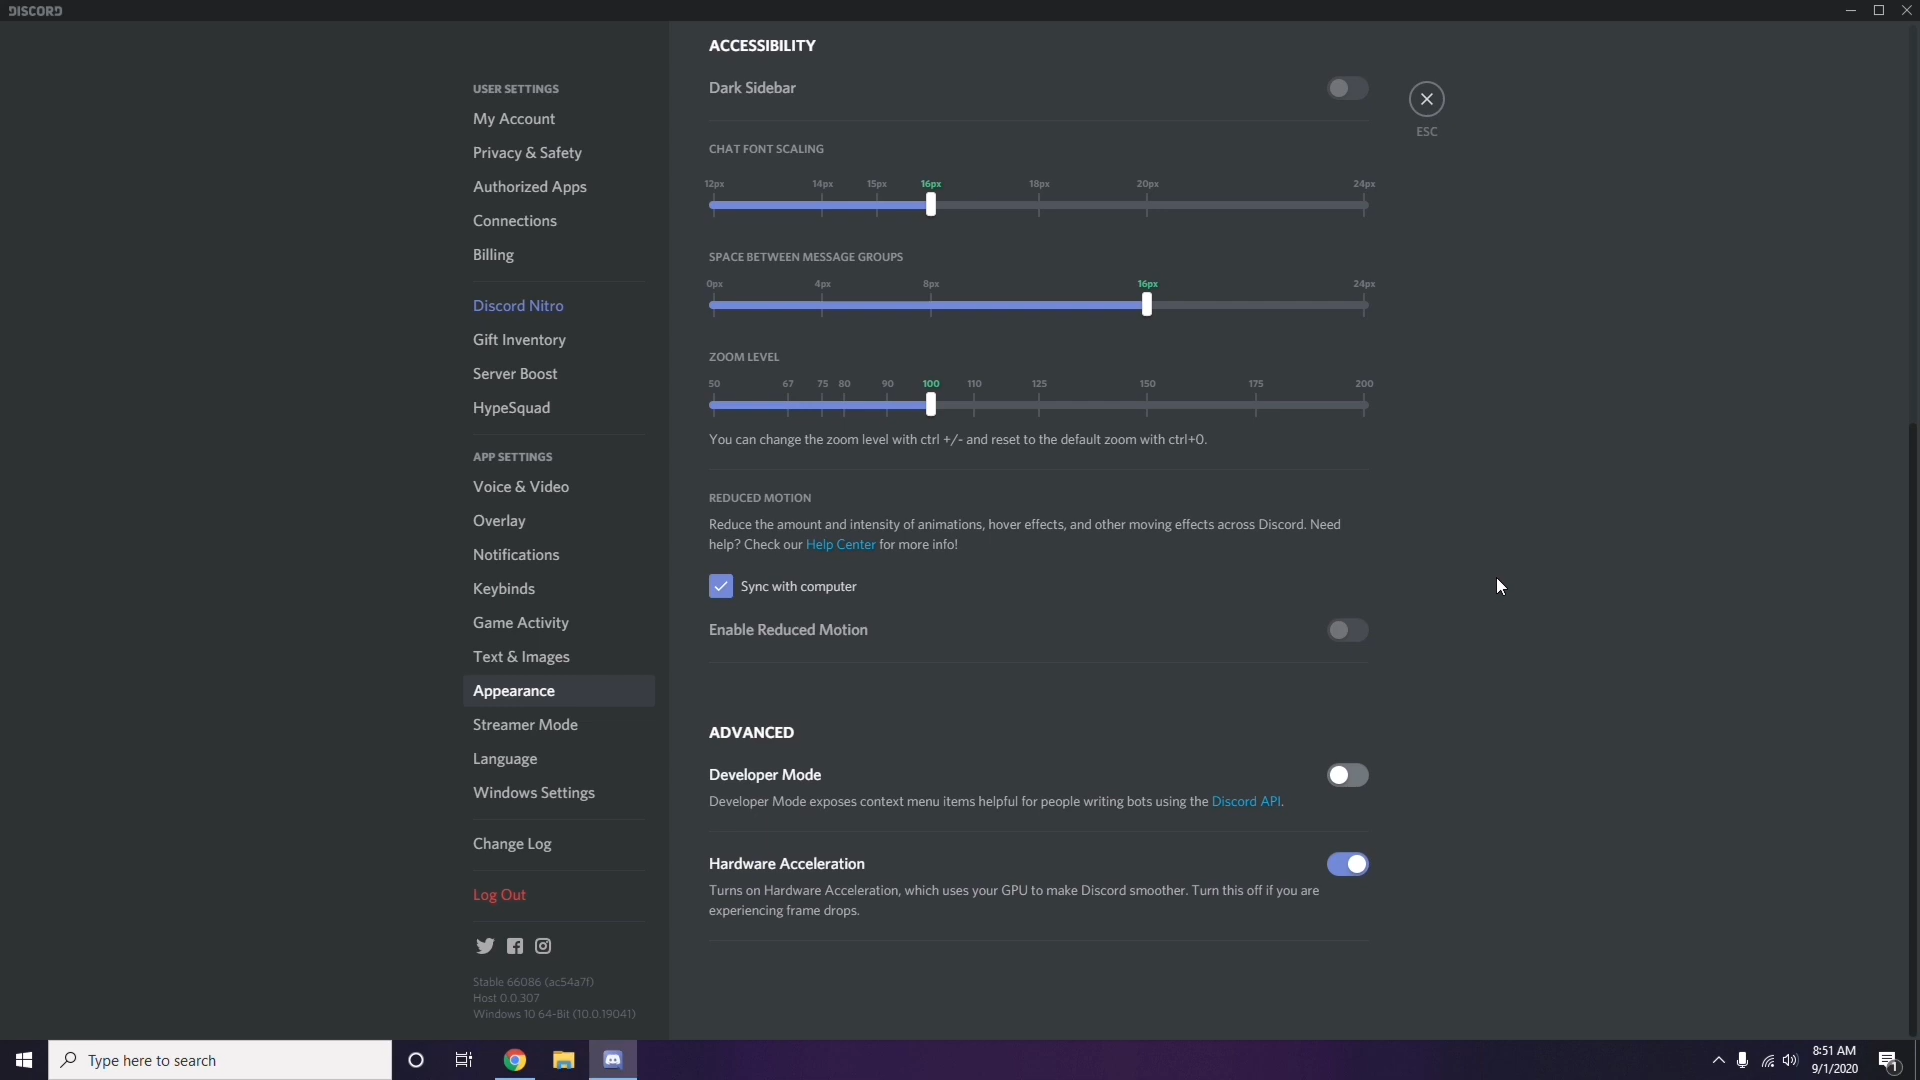 DISCORD
USER SETTINGS
My Account
Privacy & Safety
Authorized Apps
Connections
Billing
Discord Nitro
Gift Inventory
Server Boost
HypeSquad
APP SETTINGS
Voice & Video
Overlay
Notifications
Keybinds
Game Activity
Text & Images
Appearance
Streamer Mode
Language
Windows Settings
Change Log
Log Out
Stable 66086 (ac54a7f)
Host 0.0.307
Windows 10 64-Bit (10.0.19041)
ACCESSIBILITY
Dark Sidebar
ESC
CHAT FONT SCALING
12px 14px 15px 16px 18px 20px 24px
SPACE BETWEEN MESSAGE GROUPS
0px 4px 8px 16px 24px
ZOOM LEVEL
50 67 75 80 90 100 110 125 150 175 200
You can change the zoom level with ctrl +/- and reset to the default zoom with ctrl+0.
REDUCED MOTION
Reduce the amount and intensity of animations, hover effects, and other moving effects across Discord. Need
help? Check our Help Center for more info!
Sync with computer
Enable Reduced Motion
ADVANCED
Developer Mode
Developer Mode exposes context menu items helpful for people writing bots using the Discord API.
Hardware Acceleration
Turns on Hardware Acceleration, which uses your GPU to make Discord smoother. Turn this off if you are
experiencing frame drops.
Type here to search
8:51 AM
9/1/2020
1